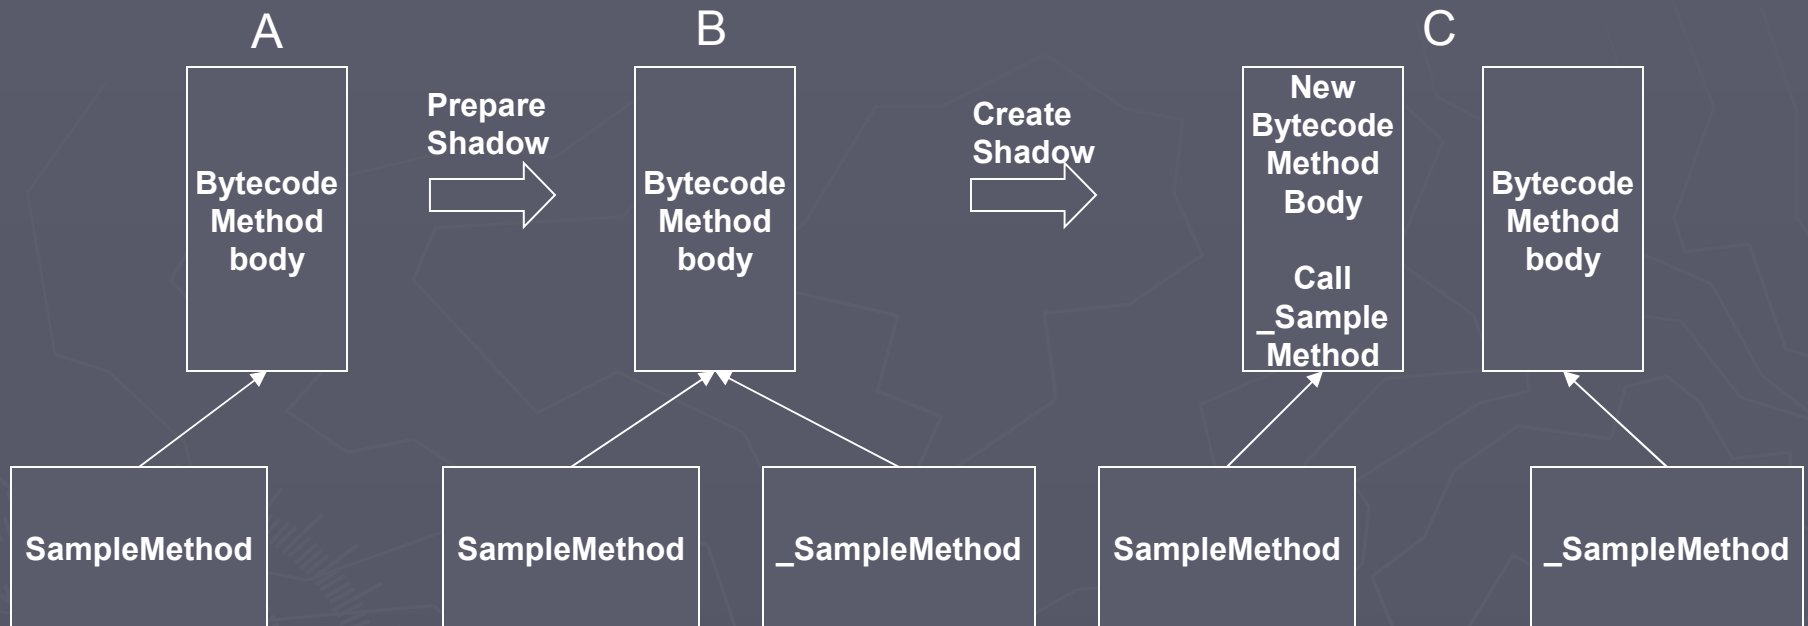 A
B
C
Prepare
Shadow
Create
Shadow
Bytecode
Method
body
Bytecode
Method
body
New
Bytecode
Method
Body
Call
_Sample
Method
Bytecode
Method
body
SampleMethod
SampleMethod
_SampleMethod
SampleMethod
_SampleMethod